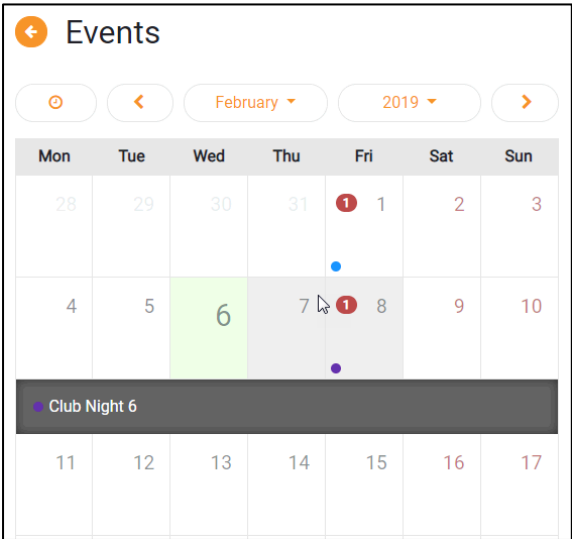 Events
February 2019
Mon Tue Wed Thu Fri Sat Sun
28 29 30 31 1 1 2 3
4 5 6 7 1 8 9 10
Club Night 6
11 12 13 14 15 16 17